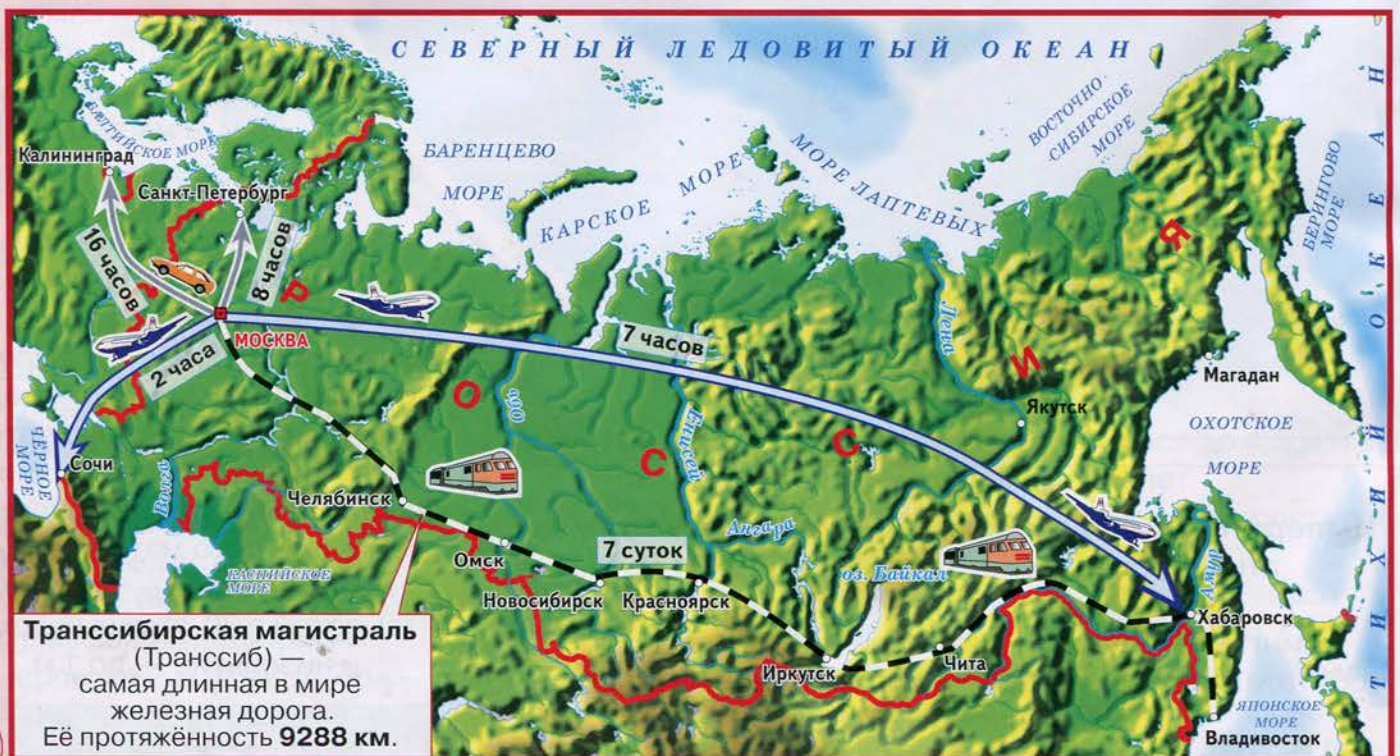 СЕВЕРНЫЙ ЛЕДОВИТЫЙ ОКЕАН
ТИХИЙ ОКЕАН
БАЛТИЙСКОЕ МОРЕ
Калининград
Санкт-Петербург
БАРЕНЦЕВО
МОРЕ
КАРСКОЕ МОРЕ
МОРЕ ЛАПТЕВЫХ
ВОСТОЧНО-
СИБИРСКОЕ
МОРЕ
БЕРИНГОВО
МОРЕ
16 часов
8 часов
2 часа
МОСКВА
7 часов
РОССИЯ
Обь
Енисей
Лена
Якутск
Магадан
ОХОТСКОЕ
МОРЕ
ЧЁРНОЕ
МОРЕ
Сочи
Волга
Челябинск
Омск
7 суток
Ангара
оз. Байкал
Амур
КАСПИЙСКОЕ
МОРЕ
Новосибирск
Красноярск
Иркутск
Чита
Хабаровск
ЯПОНСКОЕ
МОРЕ
Владивосток
Транссибирская магистраль
(Транссиб) —
самая длинная в мире
железная дорога.
Её протяжённость 9288 км.